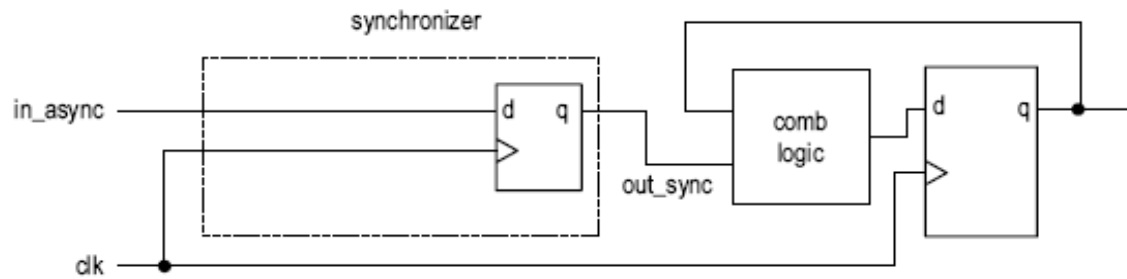 synchronizer
in_async
d q
d q
comb
logic
out_sync
clk